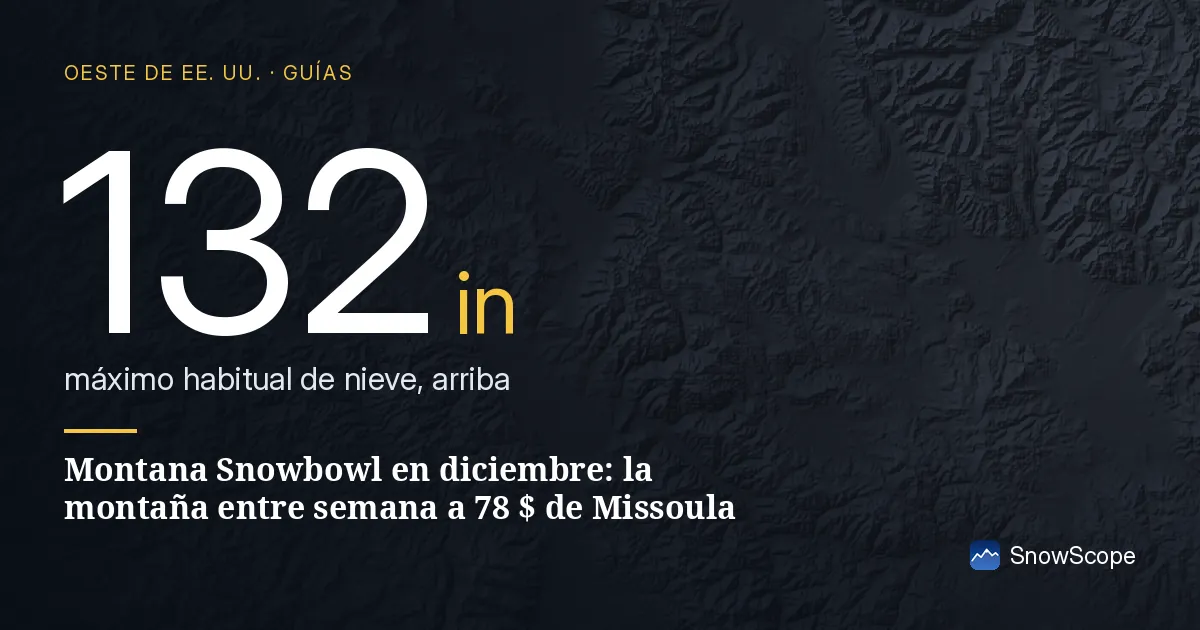 OESTE DE EE. UU. · GUÍAS
132 in
máximo habitual de nieve, arriba
Montana Snowbowl en diciembre: la
montaña entre semana a 78 $ de Missoula
SnowScope